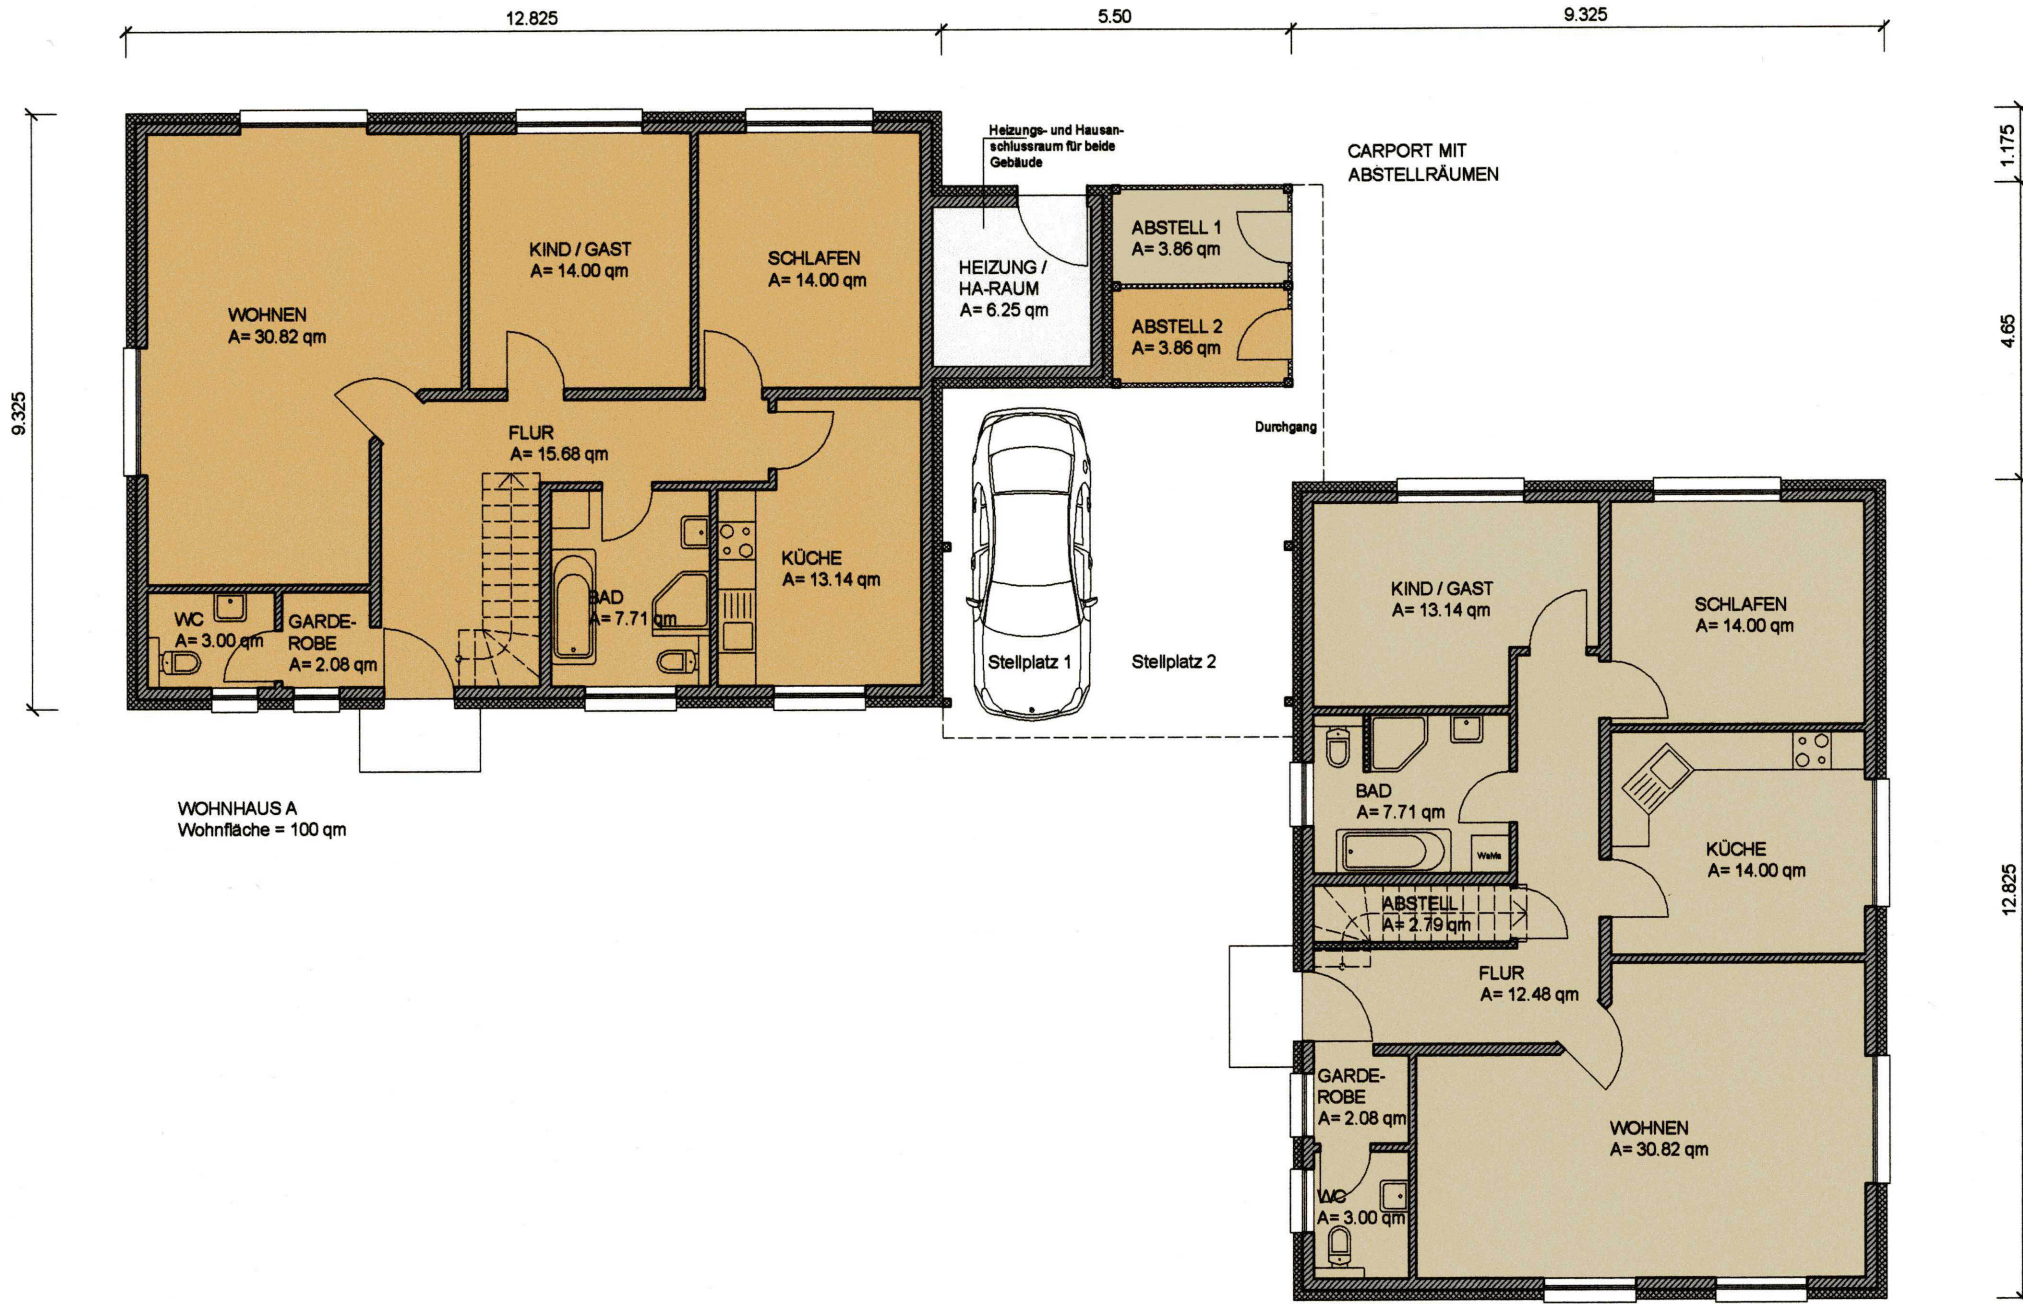 12.825
5.50
9.325
Heizungs- und Hausan-
schlussraum für beide
Gebäude
CARPORT MIT
ABSTELLRÄUMEN
1.175
4.65
12.825
9.325
WOHNEN
A= 30.82 qm
KIND / GAST
A= 14.00 qm
SCHLAFEN
A= 14.00 qm
HEIZUNG /
HA-RAUM
A= 6.25 qm
ABSTELL 1
A= 3.86 qm
ABSTELL 2
A= 3.86 qm
Durchgang
FLUR
A= 15.68 qm
KÜCHE
A= 13.14 qm
BAD
A= 7.71 qm
WC
A= 3.00 qm
GARDE-
ROBE
A= 2.08 qm
Stellplatz 1
Stellplatz 2
WOHNHAUS A
Wohnfläche = 100 qm
KIND / GAST
A= 13.14 qm
SCHLAFEN
A= 14.00 qm
BAD
A= 7.71 qm
WaMa
KÜCHE
A= 14.00 qm
ABSTELL
A= 2.79 qm
FLUR
A= 12.48 qm
GARDE-
ROBE
A= 2.08 qm
WOHNEN
A= 30.82 qm
WC
A= 3.00 qm